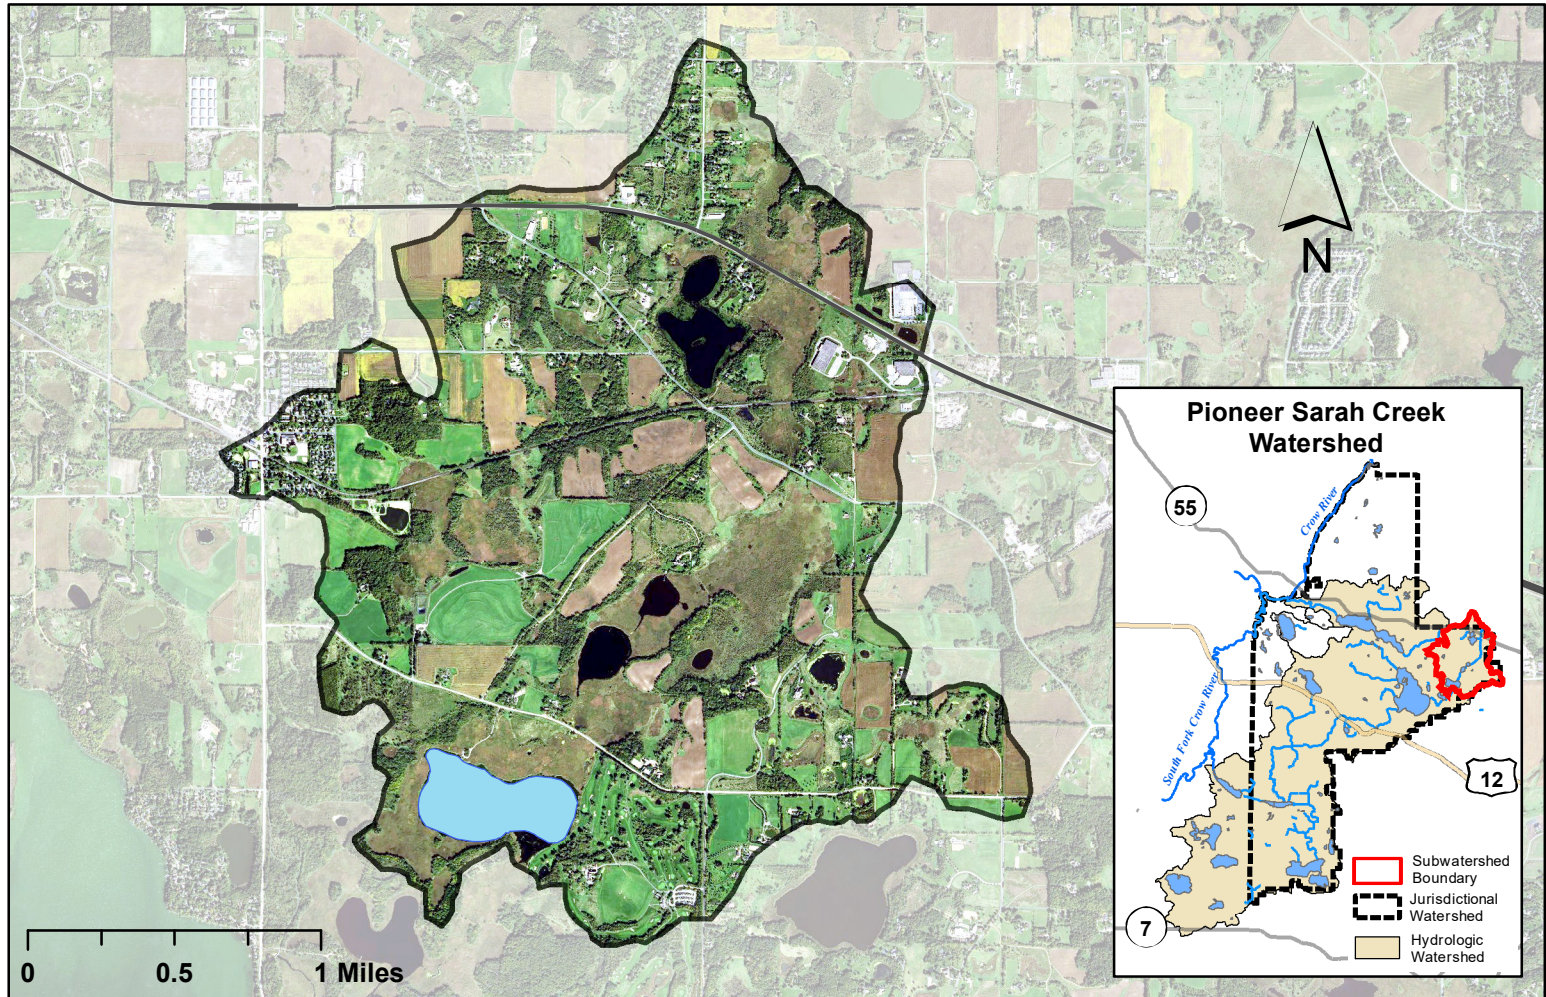 N
0
0.5
1 Miles
Pioneer Sarah Creek
Watershed
55
Crow River
South Fork Crow River
12
7
Subwatershed
Boundary
Jurisdictional
Watershed
Hydrologic
Watershed